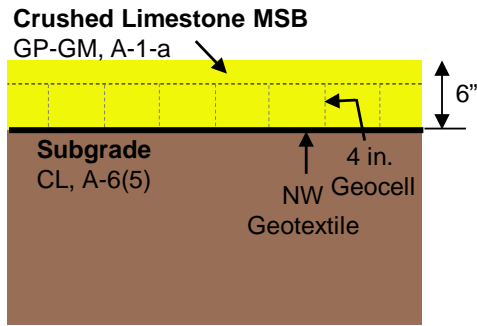 Crushed Limestone MSB
GP-GM, A-1-a
6”
Subgrade
CL, A-6(5)
4 in.
Geocell
NW
Geotextile